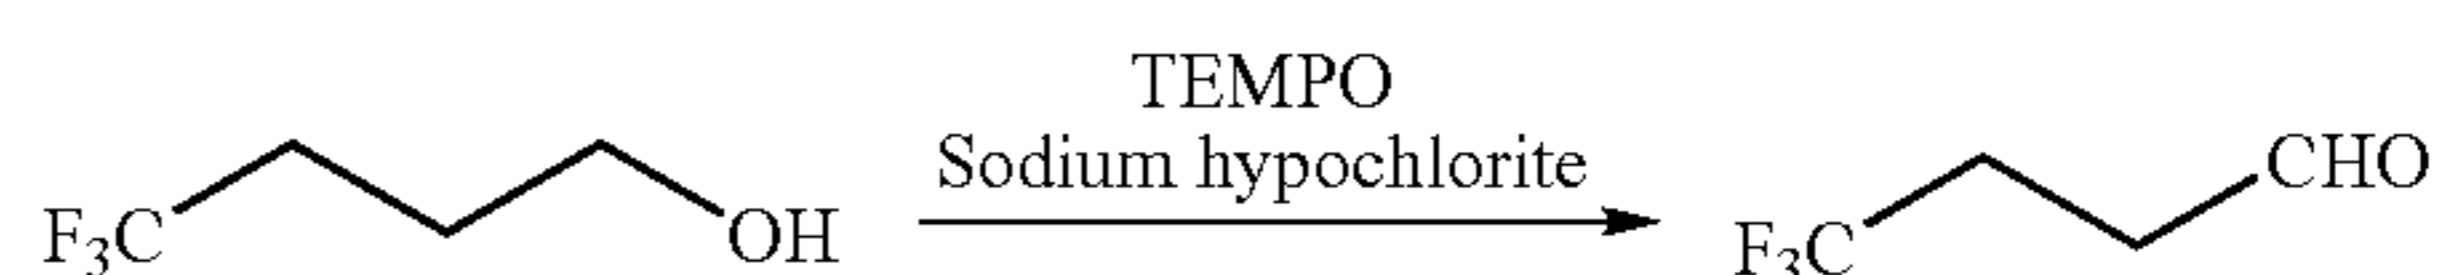 TEMPO
Sodium hypochlorite
F₃C
OH
F₃C
CHO